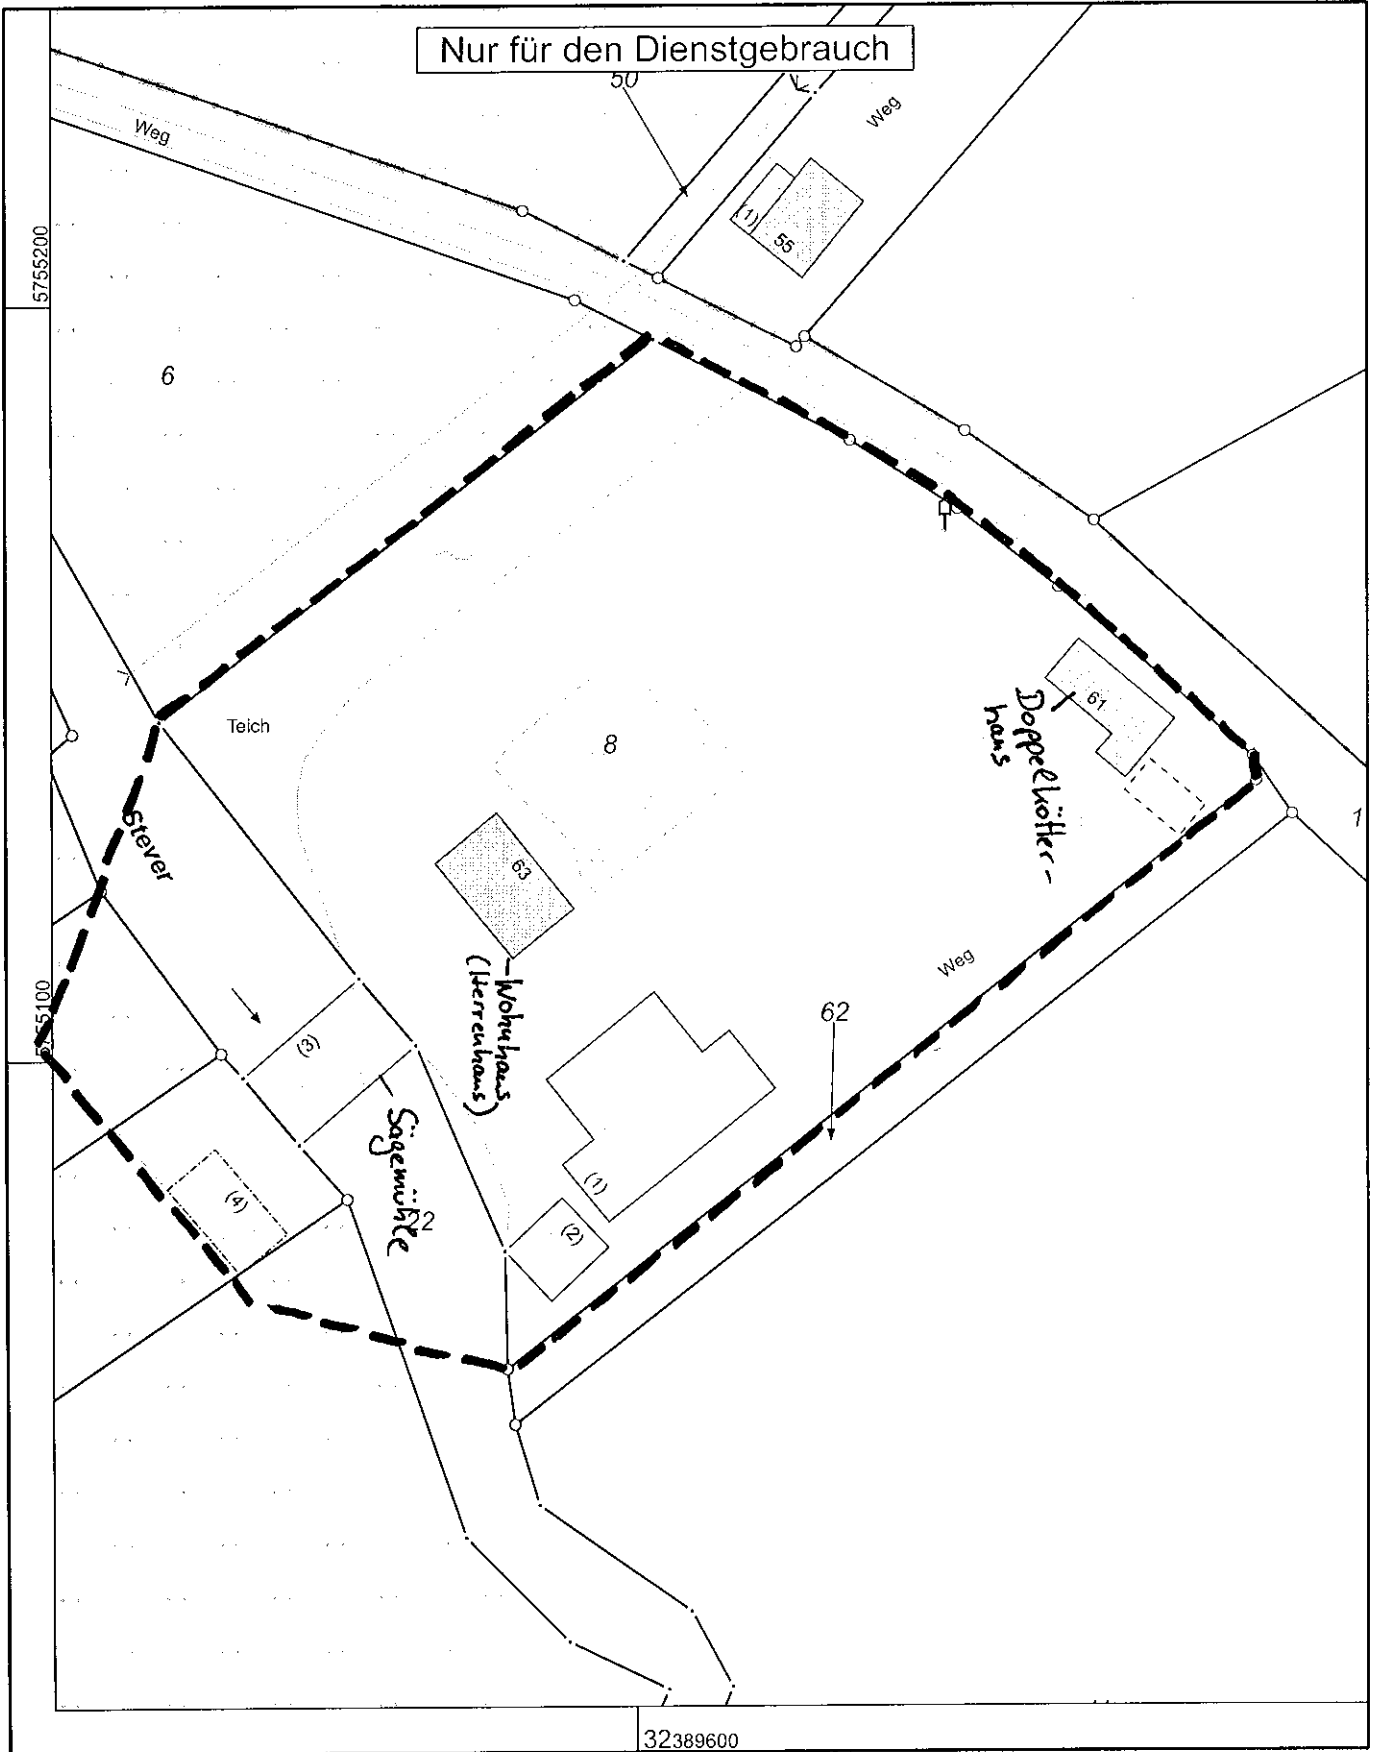 Nur für den Dienstgebrauch
50
Weg
Weg
(1)
55
5755200
6
61
Doppelkötter-
haus
Teich
8
1
Stever
63
Weg
Wohnhaus
(Herrenhaus)
62
(3)
Sägemühle
(1)
(4)
22
(2)
32389600